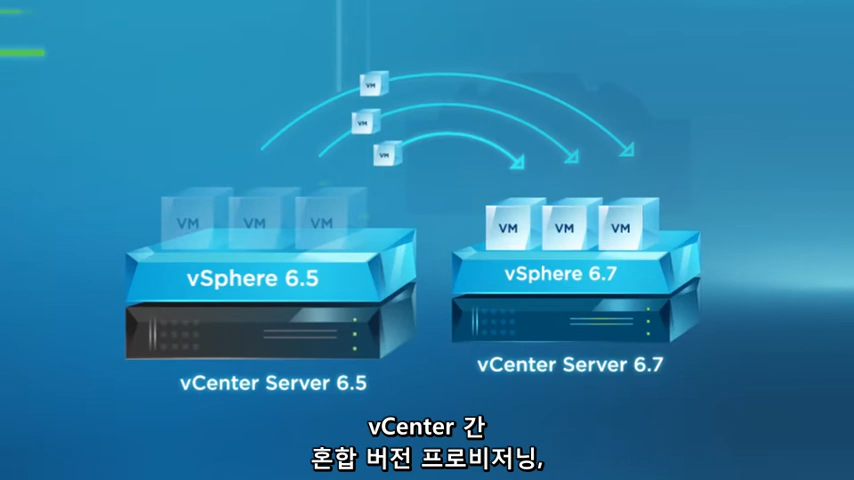 VM
VM
VM
VM VM VM
VM VM VM
vSphere 6.5
vSphere 6.7
vCenter Server 6.5
vCenter Server 6.7
vCenter 간
혼합 버전 프로비저닝,